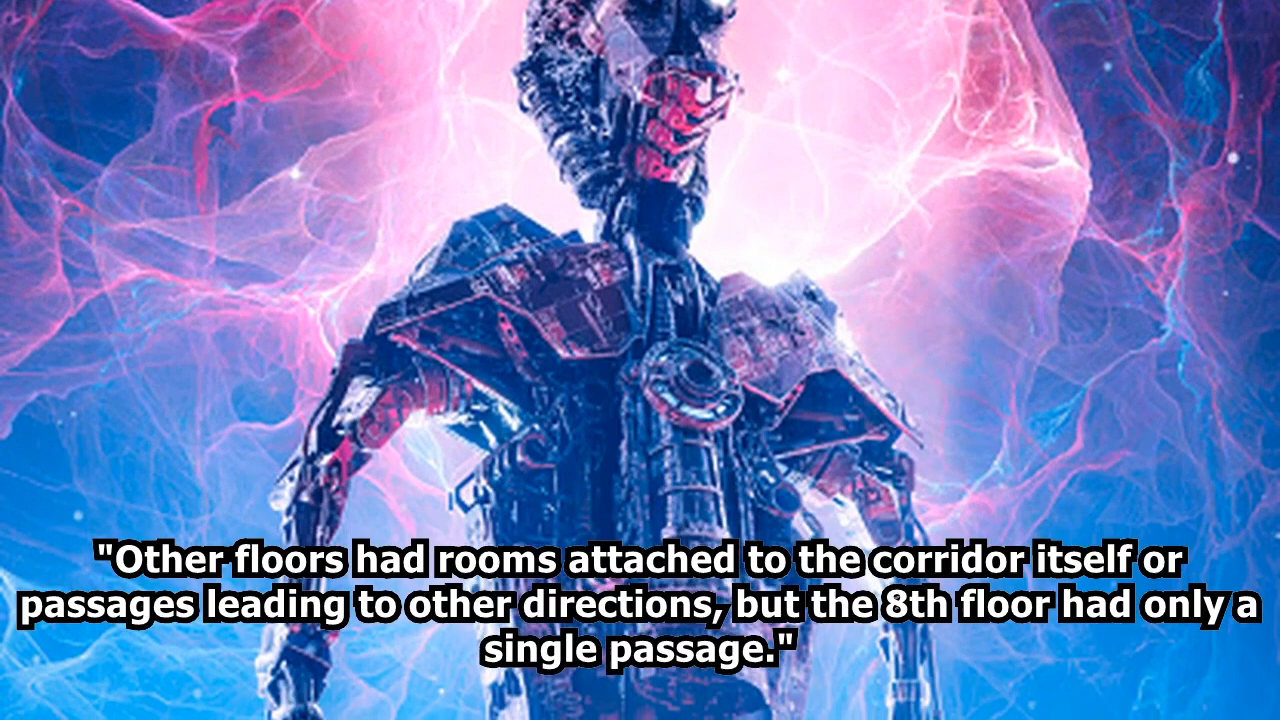 "Other floors had rooms attached to the corridor itself or
passages leading to other directions, but the 8th floor had only a
single passage."